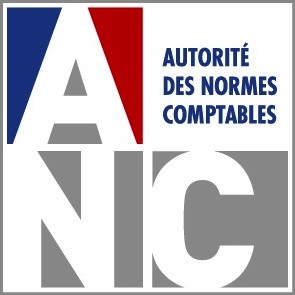 A
AUTORITÉ
DES NORMES
COMPTABLES
NC